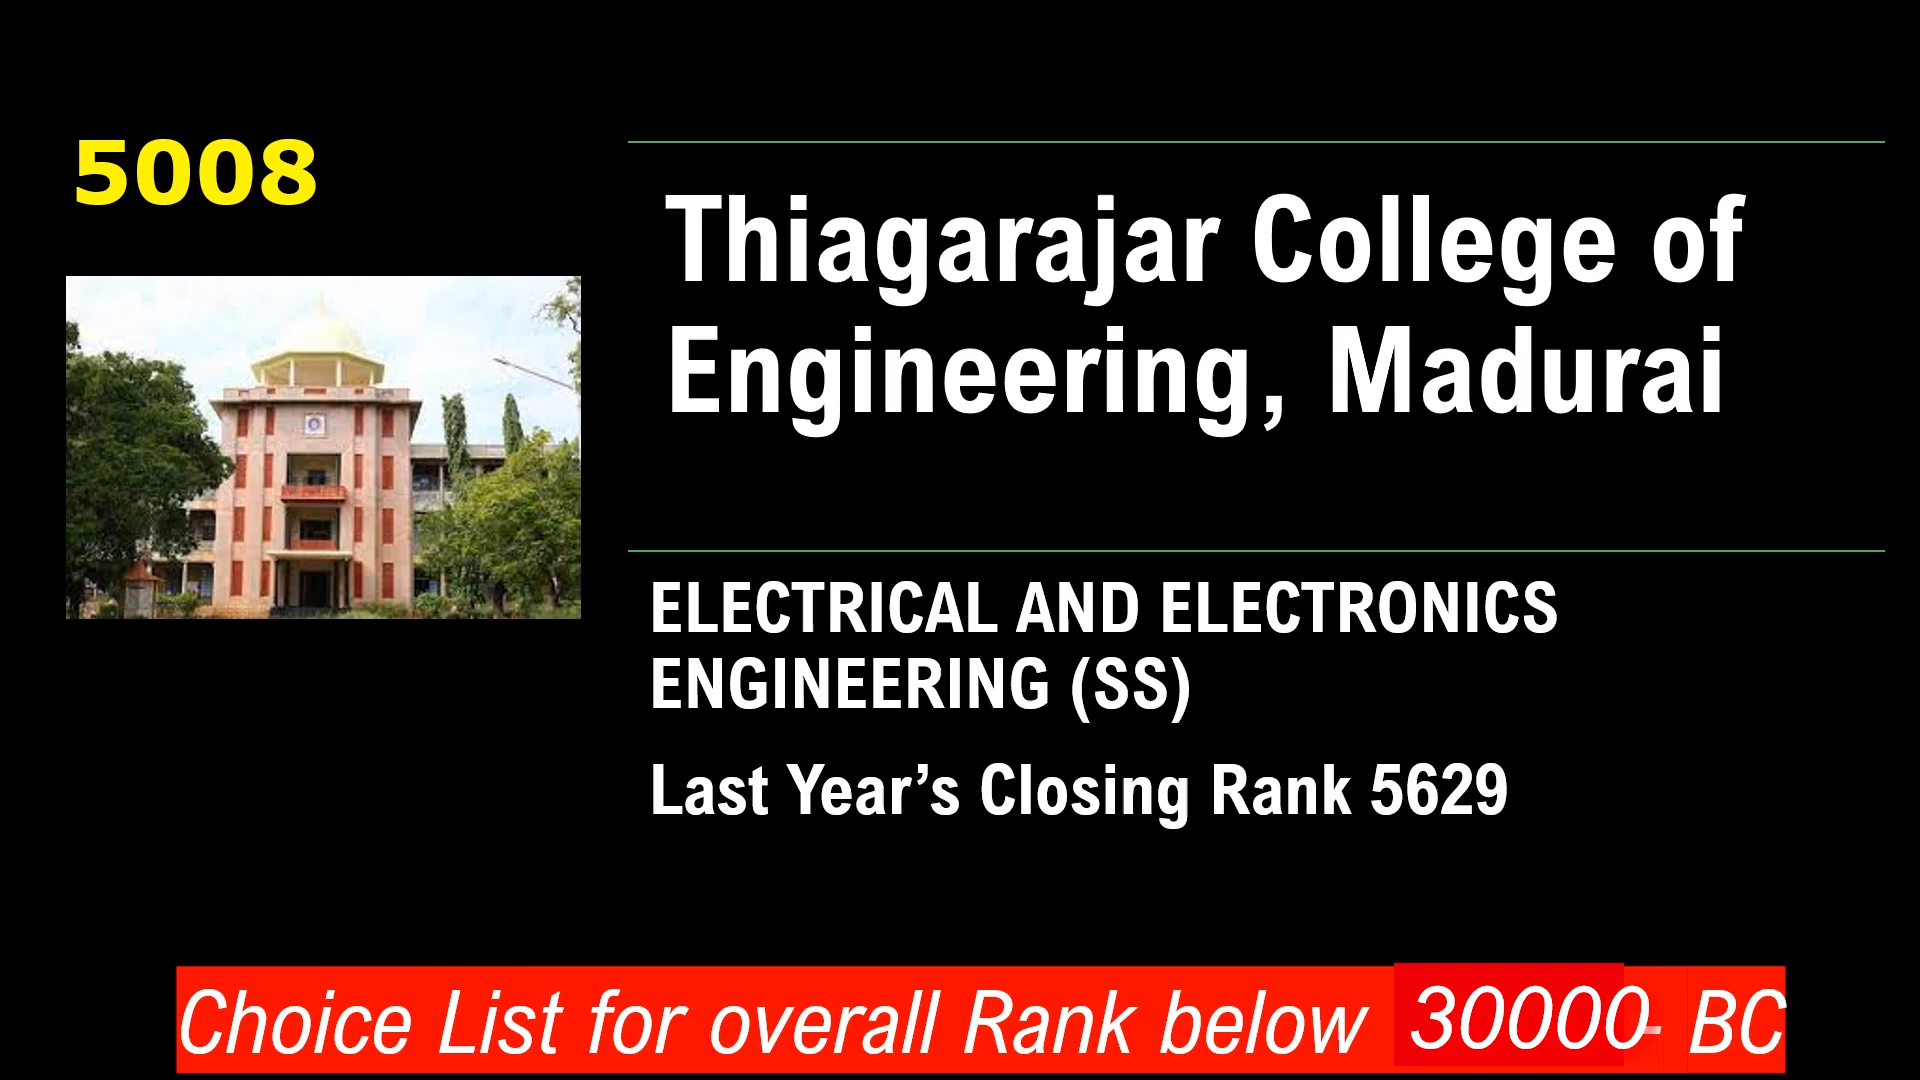 5008
Thiagarajar College of
Engineering, Madurai
ELECTRICAL AND ELECTRONICS
ENGINEERING (SS)
Last Year’s Closing Rank 5629
Choice List for overall Rank below 30000- BC